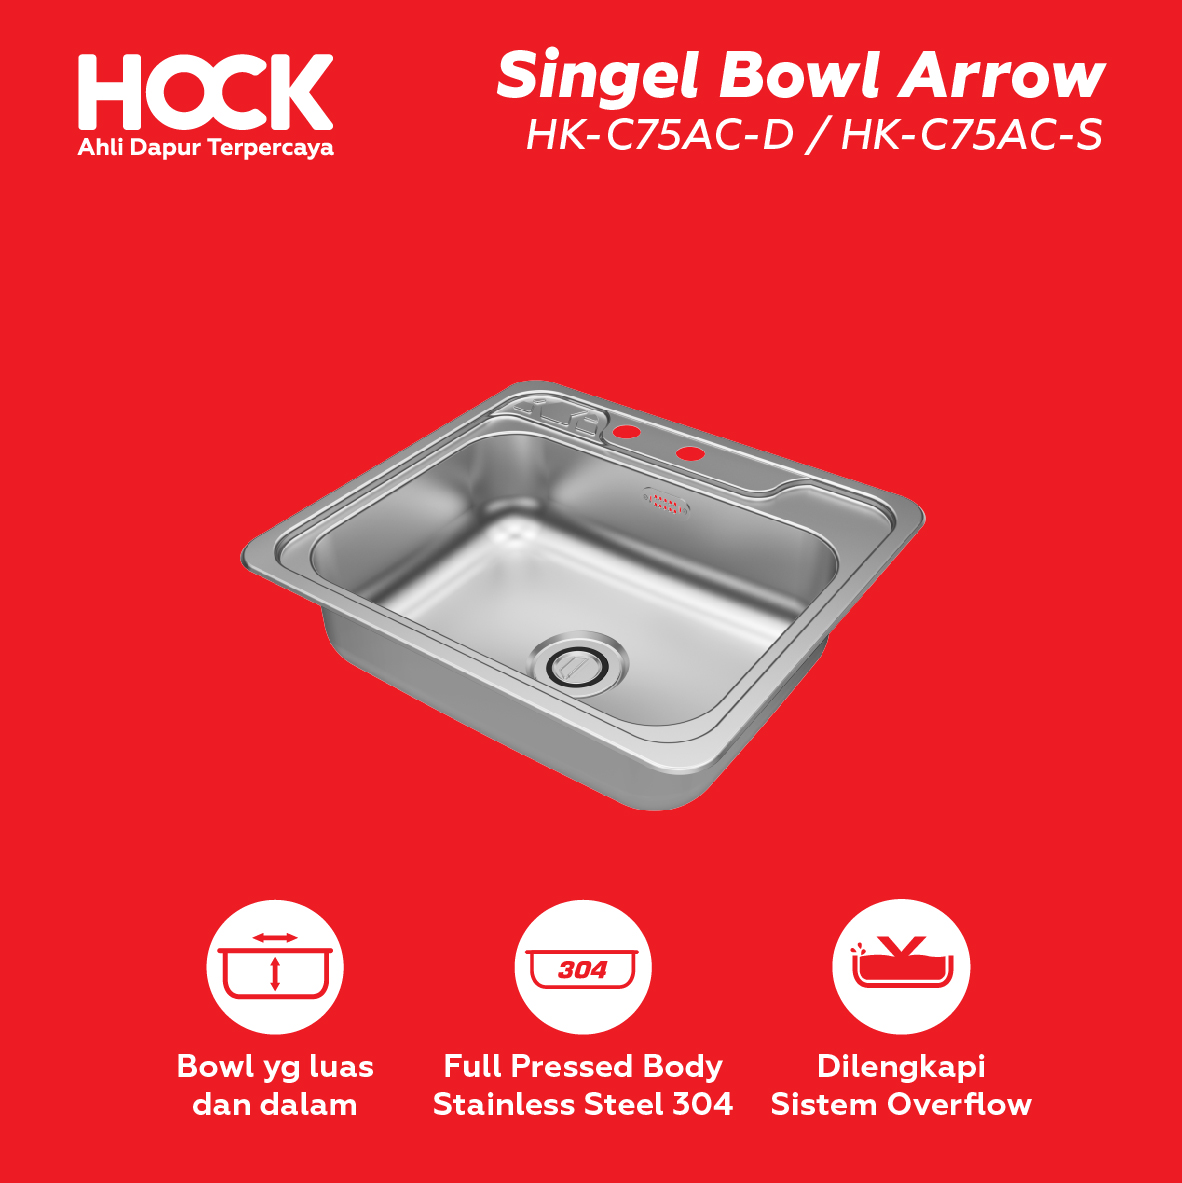 HOCK
Ahli Dapur Terpercaya
Singel Bowl Arrow
HK-C75AC-D / HK-C75AC-S
304
Bowl yg luas
dan dalam
Full Pressed Body
Stainless Steel 304
Dilengkapi
Sistem Overflow